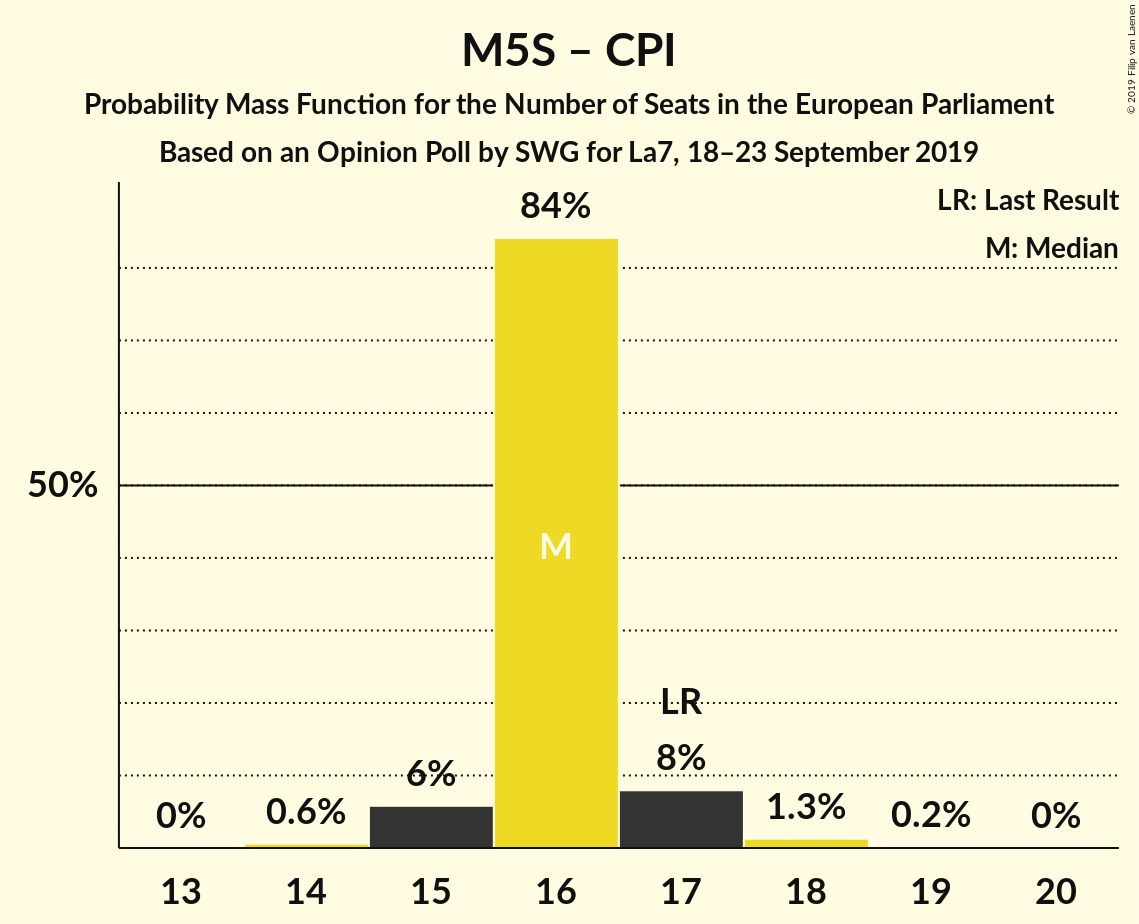 M5S – CPI
Probability Mass Function for the Number of Seats in the European Parliament
Based on an Opinion Poll by SWG for La7, 18–23 September 2019
© 2019 Filip van Laenen
LR: Last Result
M: Median
84%
50%
M
LR
8%
6%
0%
0.6%
1.3%
0.2%
0%
13 14 15 16 17 18 19 20